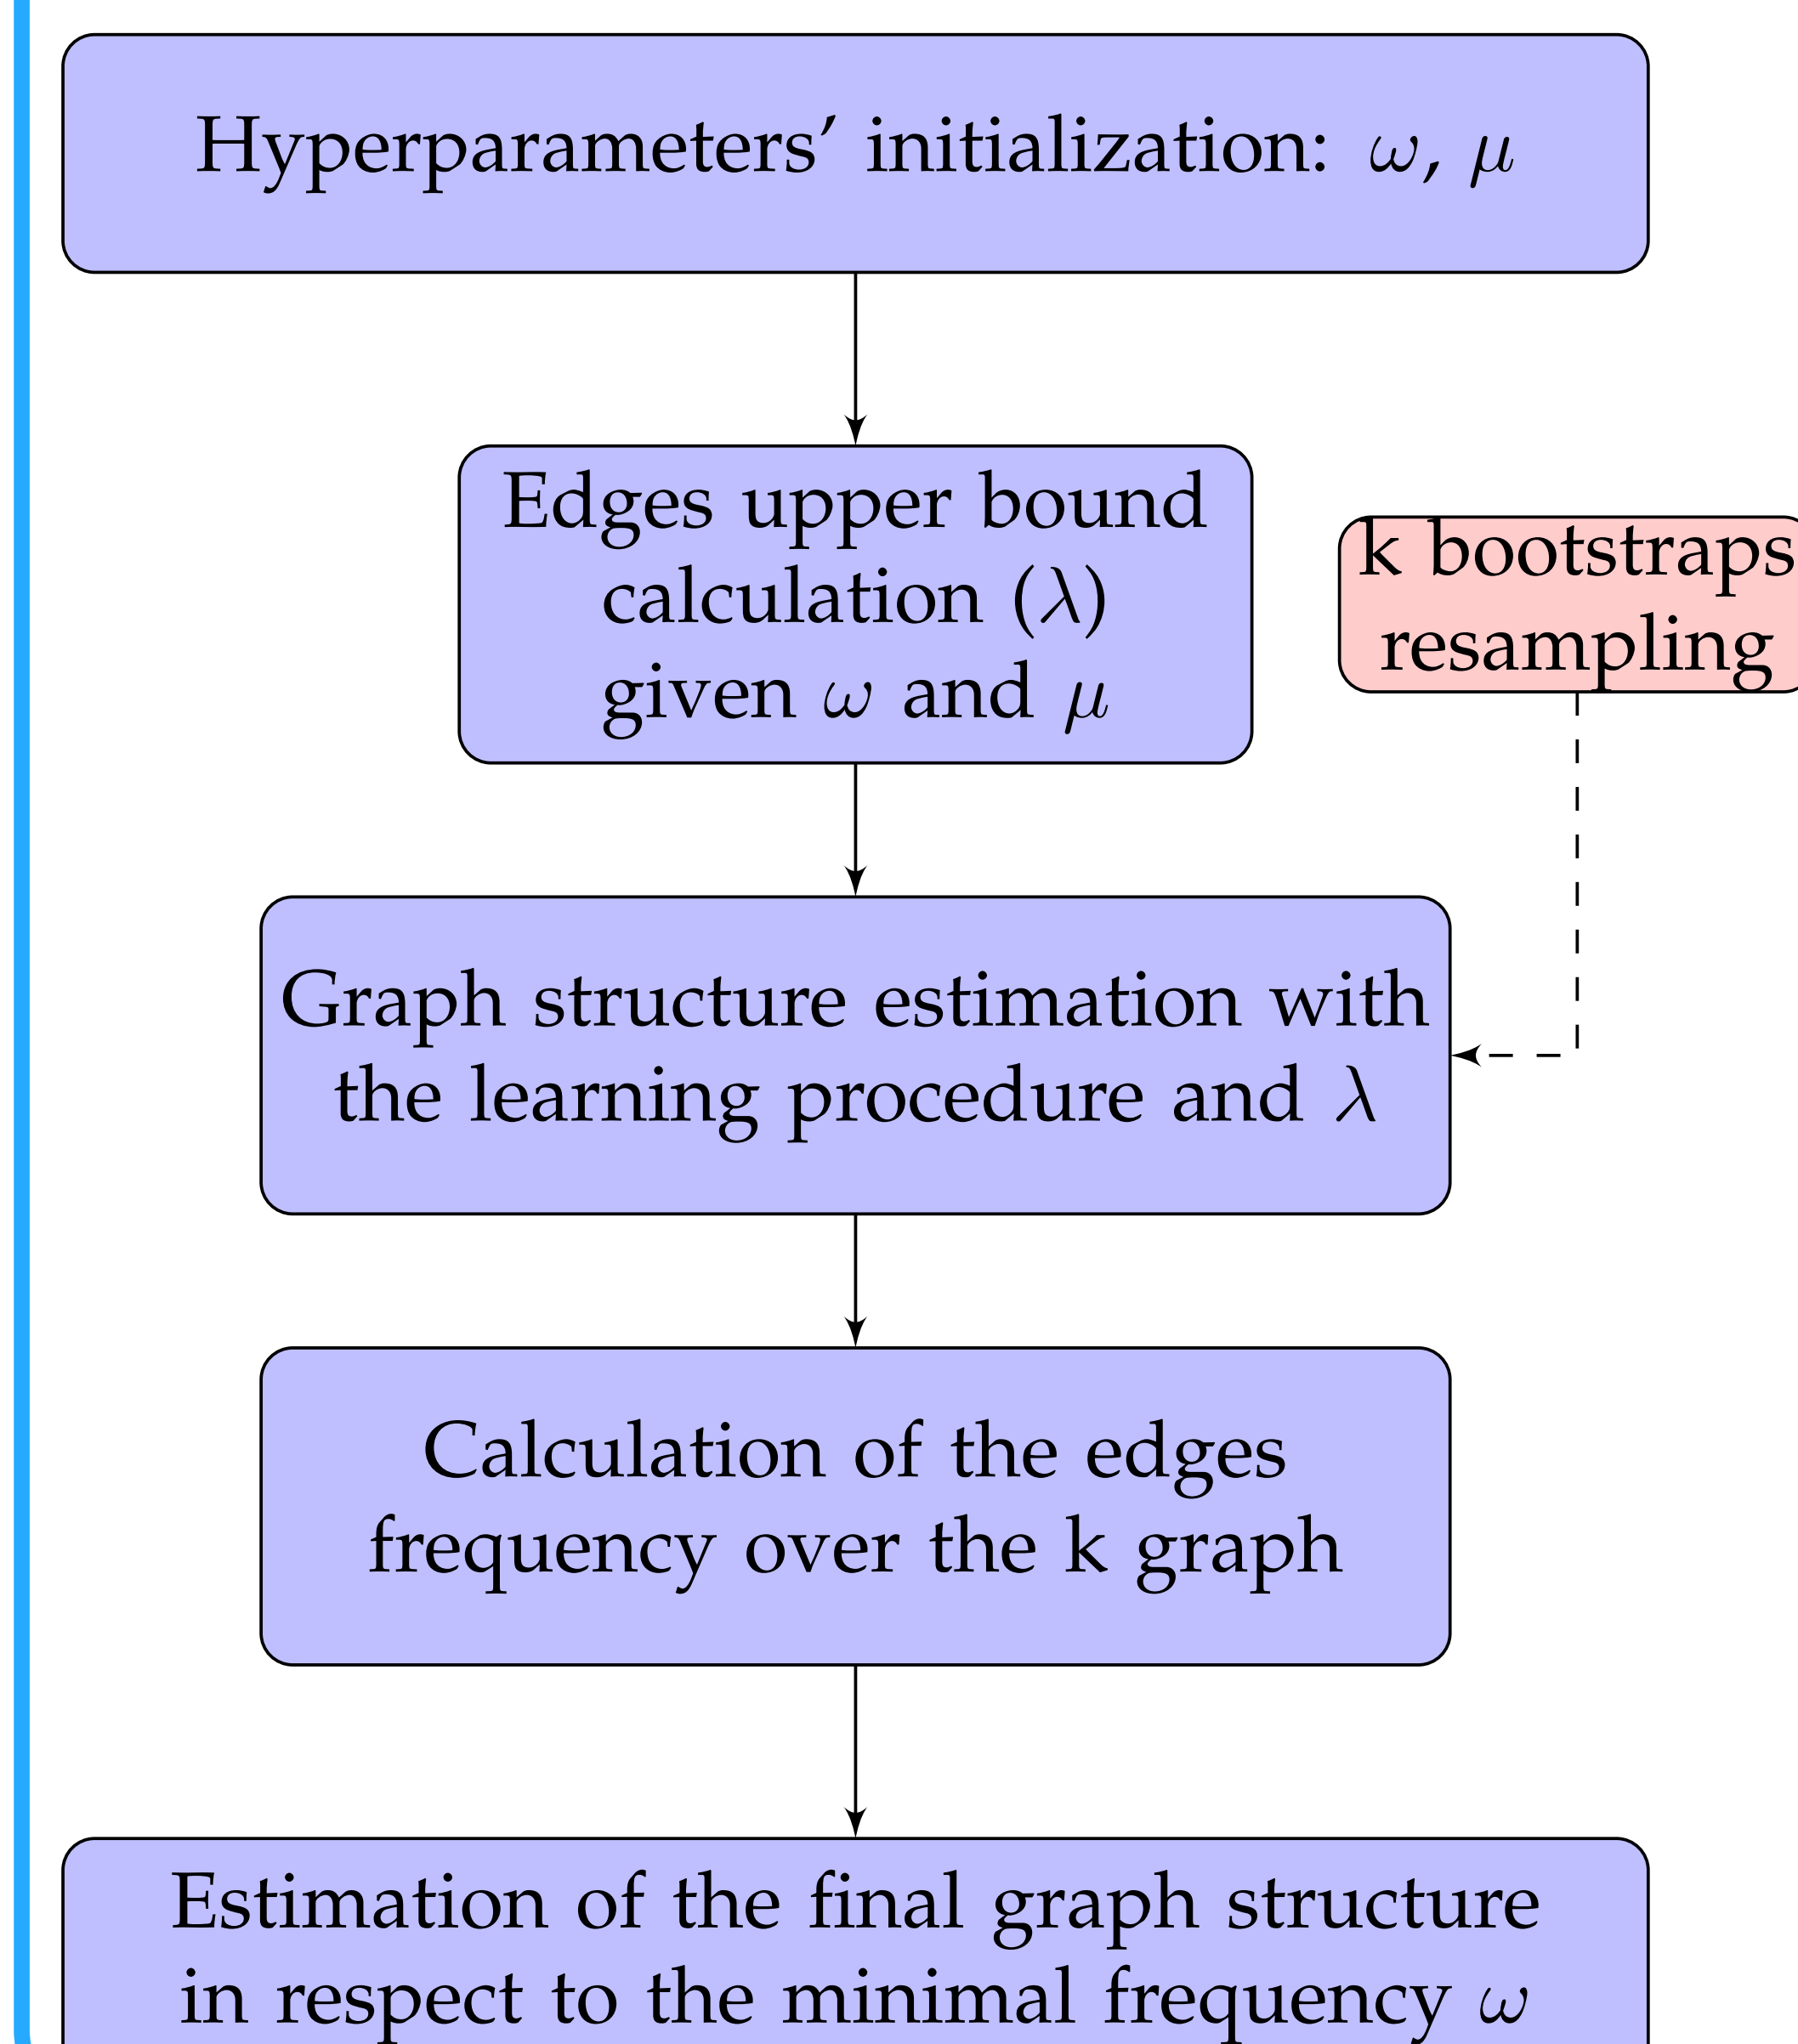 Hyperparameters′ initialization: ω, μ
Edges upper bound
calculation (λ)
given ω and μ
k bootstraps
resampling
Graph structure estimation with
the learning procedure and λ
Calculation of the edges
frequency over the k graph
Estimation of the final graph structure
in respect to the minimal frequency ω